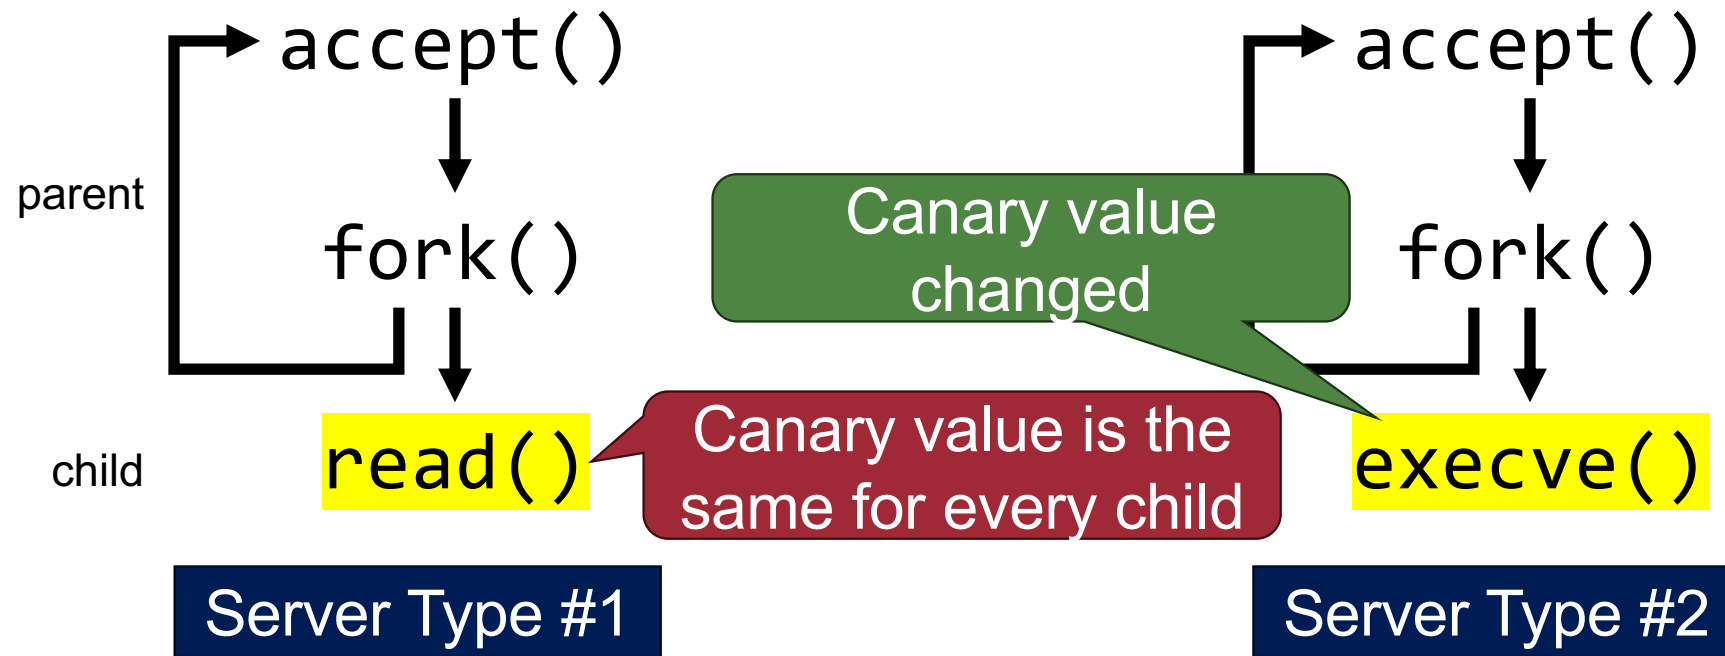 accept()
accept()
parent
fork()
Canary value
changed
fork()
child
read()
Canary value is the
same for every child
execve()
Server Type #1
Server Type #2